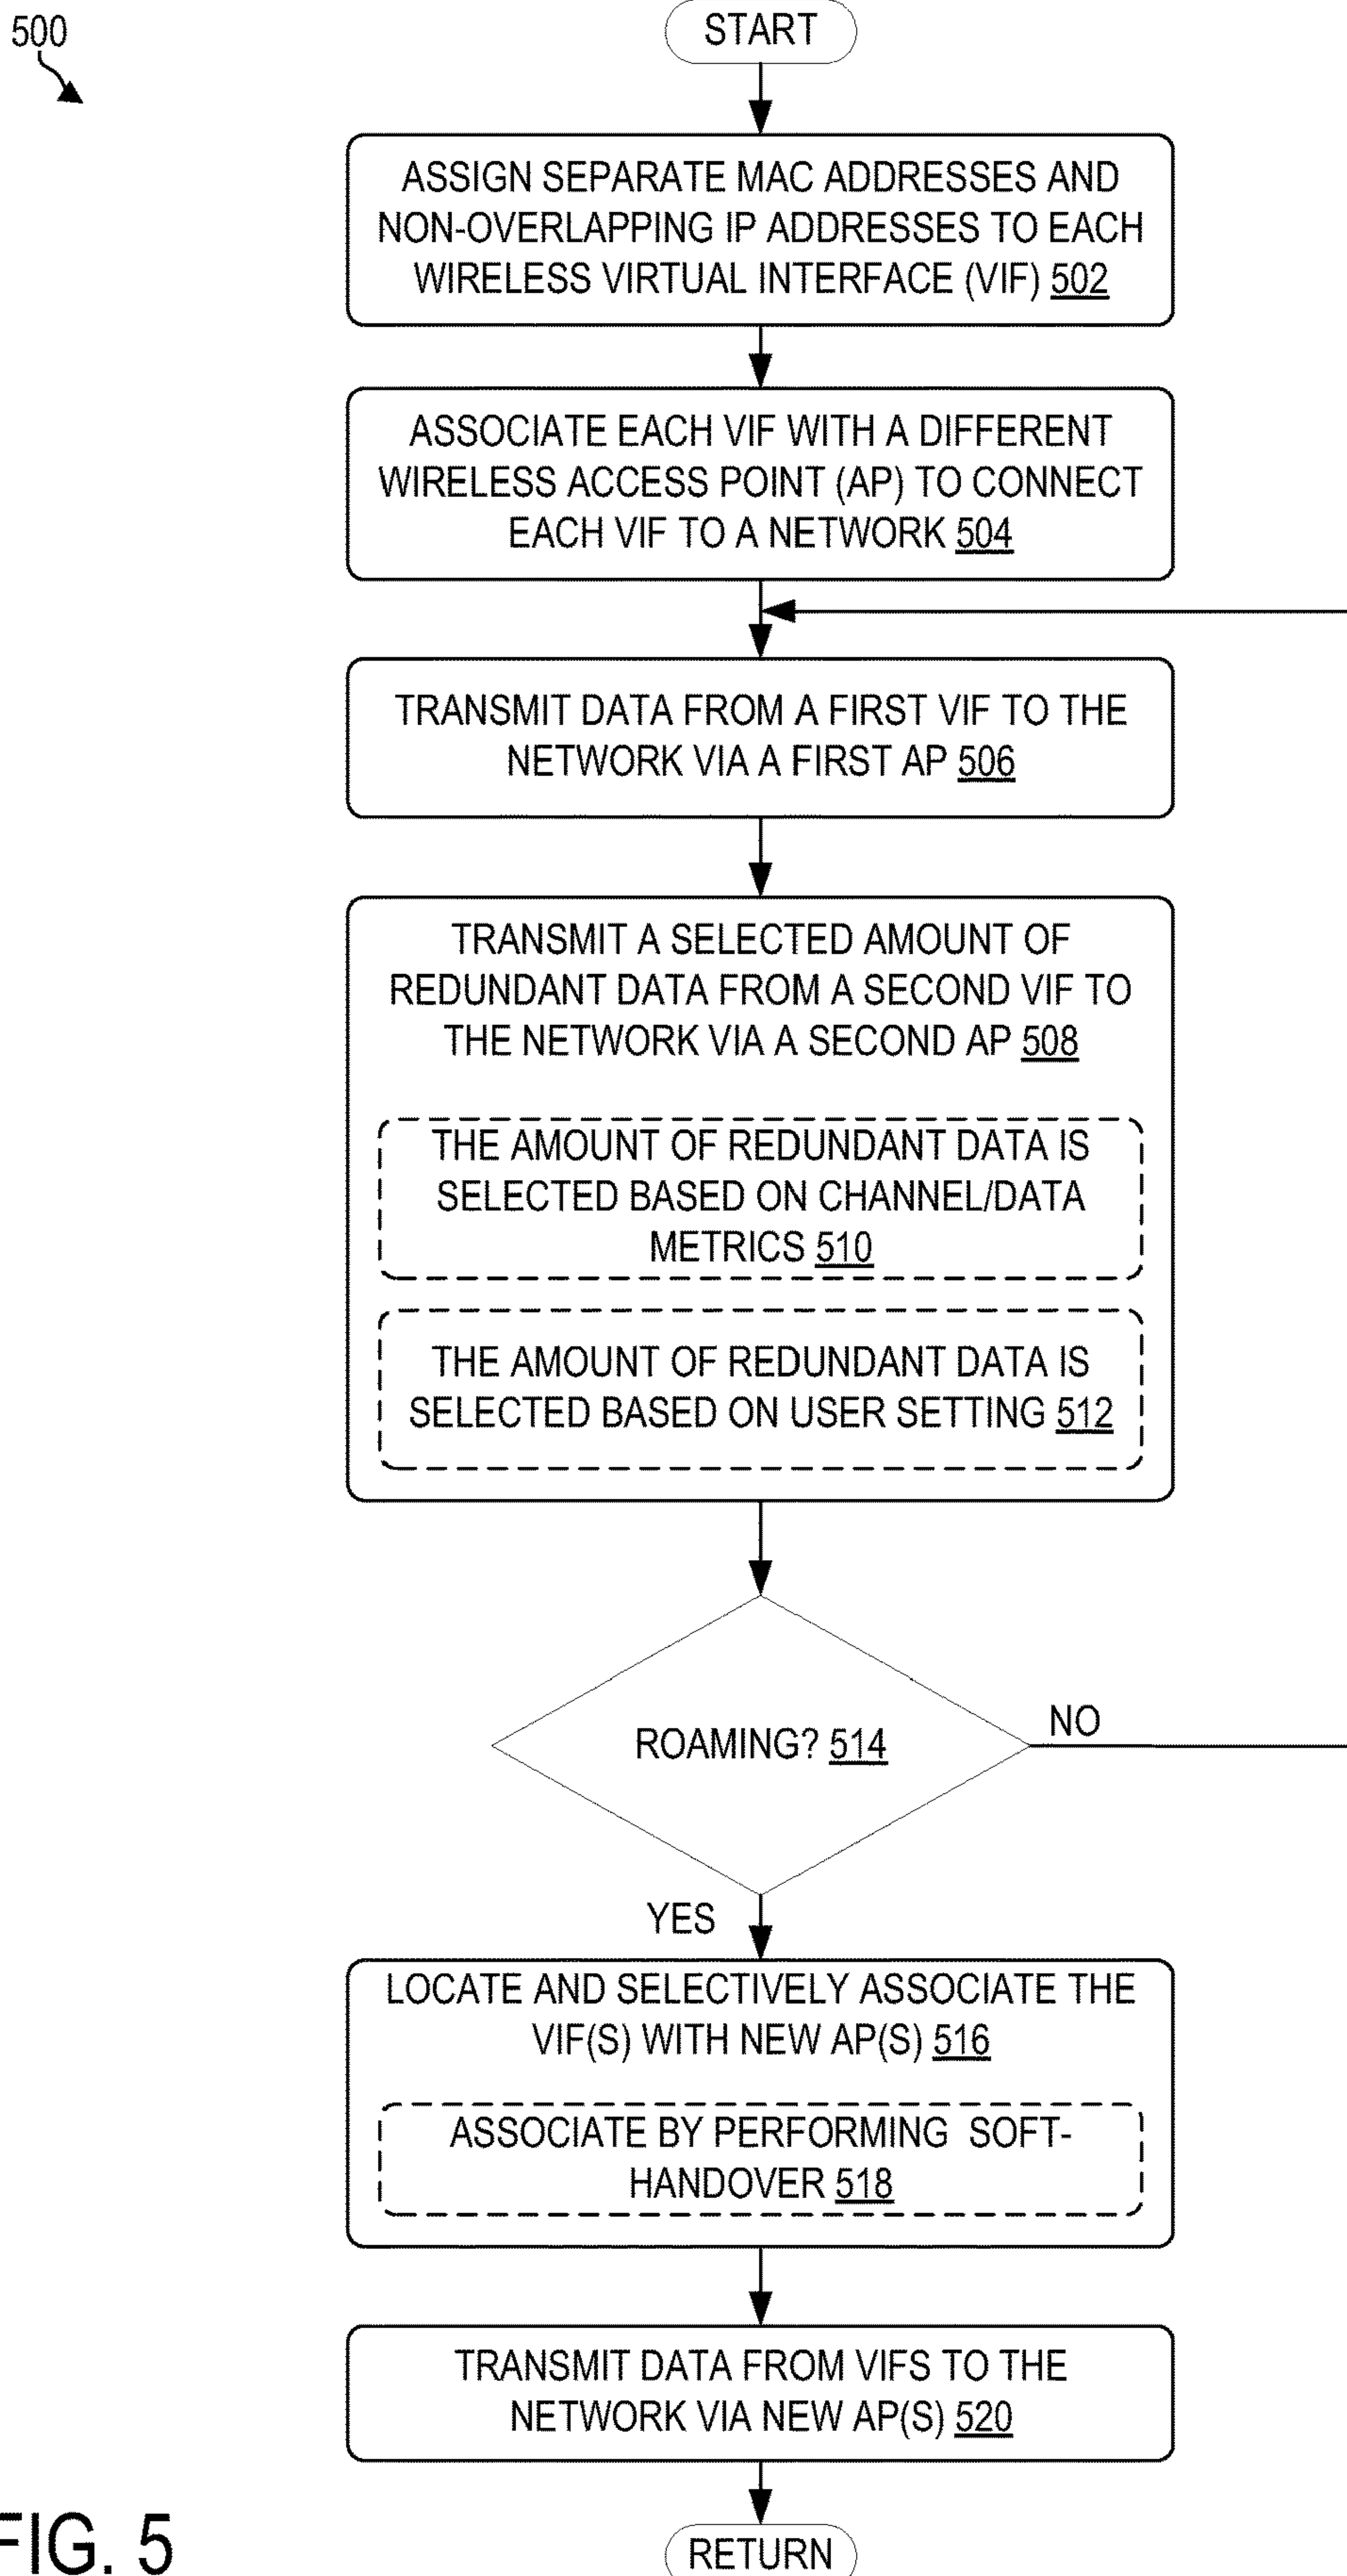 500
START
ASSIGN SEPARATE MAC ADDRESSES AND
NON-OVERLAPPING IP ADDRESSES TO EACH
WIRELESS VIRTUAL INTERFACE (VIF) 502
ASSOCIATE EACH VIF WITH A DIFFERENT
WIRELESS ACCESS POINT (AP) TO CONNECT
EACH VIF TO A NETWORK 504
TRANSMIT DATA FROM A FIRST VIF TO THE
NETWORK VIA A FIRST AP 506
TRANSMIT A SELECTED AMOUNT OF
REDUNDANT DATA FROM A SECOND VIF TO
THE NETWORK VIA A SECOND AP 508
THE AMOUNT OF REDUNDANT DATA IS
SELECTED BASED ON CHANNEL/DATA
METRICS 510
THE AMOUNT OF REDUNDANT DATA IS
SELECTED BASED ON USER SETTING 512
ROAMING? 514
NO
YES
LOCATE AND SELECTIVELY ASSOCIATE THE
VIF(S) WITH NEW AP(S) 516
ASSOCIATE BY PERFORMING SOFT-
HANDOVER 518
TRANSMIT DATA FROM VIFS TO THE
NETWORK VIA NEW AP(S) 520
RETURN
FIG. 5